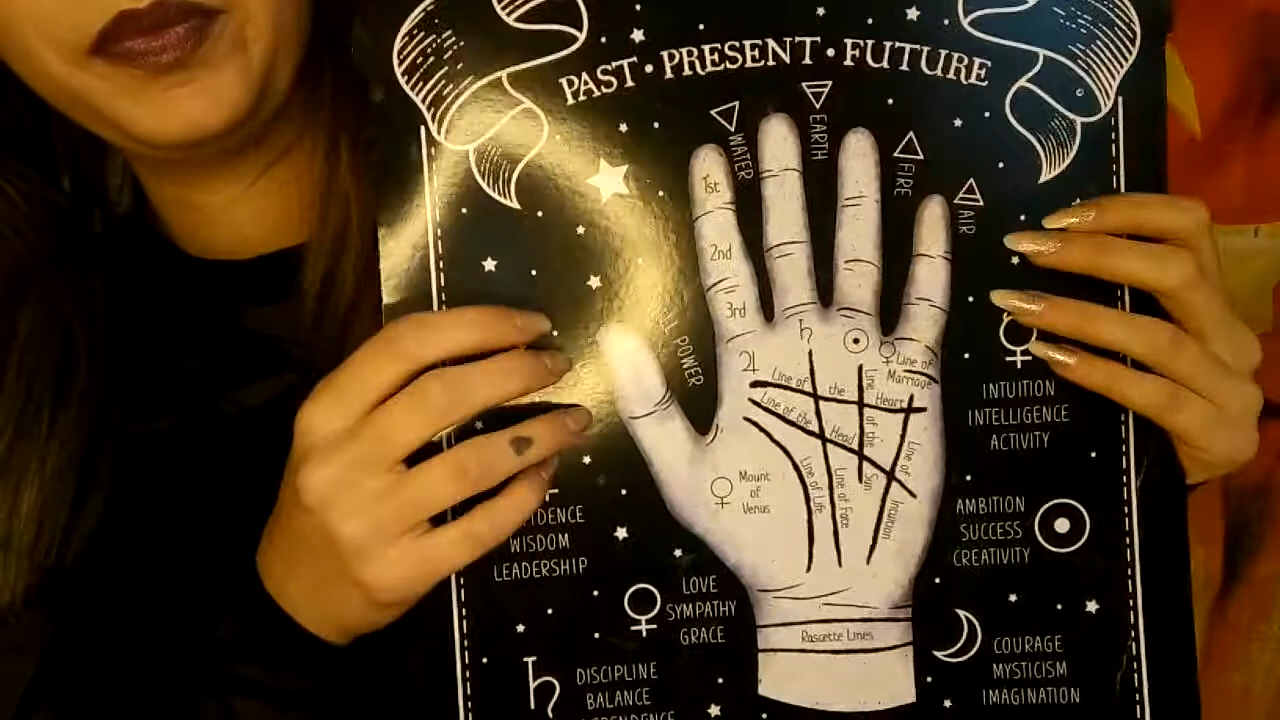 PAST • PRESENT • FUTURE
WATER
EARTH
FIRE
AIR
1st
2nd
3rd
POWER
Line of
Marriage
Line of the Heart
Line of the Head
Line of the Sun
Line of Life
Line of Fate
Line of Intuition
Mount
of
Venus
Rascette Lines
INTUITION
INTELLIGENCE
ACTIVITY
AMBITION
SUCCESS
CREATIVITY
COURAGE
MYSTICISM
IMAGINATION
WISDOM
LEADERSHIP
LOVE
SYMPATHY
GRACE
DISCIPLINE
BALANCE